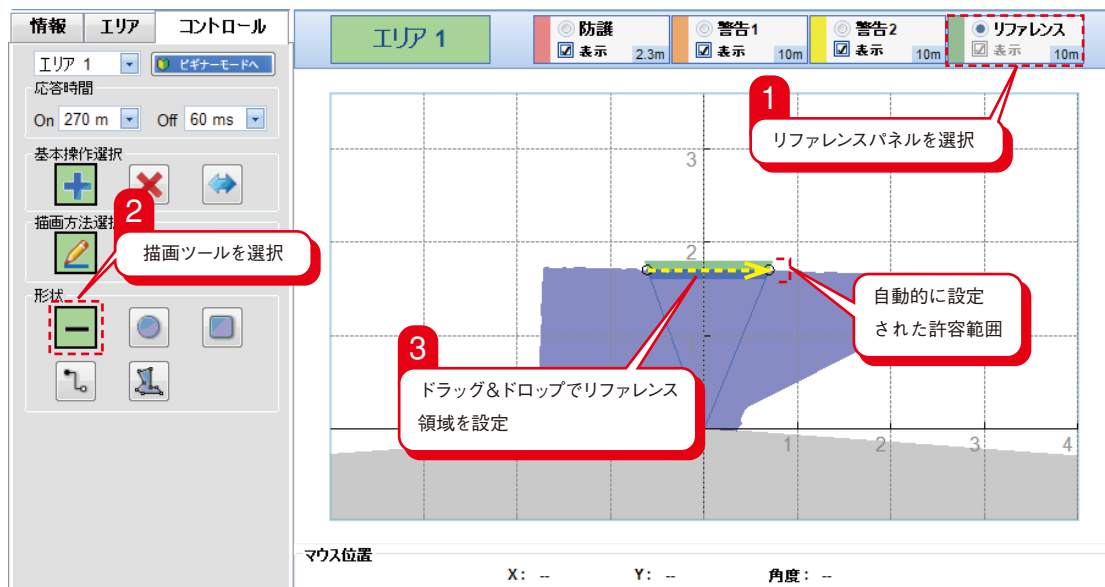 情報 エリア コントロール
エリア 1 ビギナーモードへ
応答時間
On 270 m Off 60 ms
基本操作選択
2
描画方法選択
描画ツールを選択
形状
エリア 1
防護
表示 2.3m
警告1
表示 10m
警告2
表示 10m
リファレンス
表示 10m
1
リファレンスパネルを選択
3
2
1
自動的に設定
された許容範囲
3
ドラッグ&ドロップでリファレンス
領域を設定
1 2 3 4
マウス位置
X: -- Y: -- 角度: --